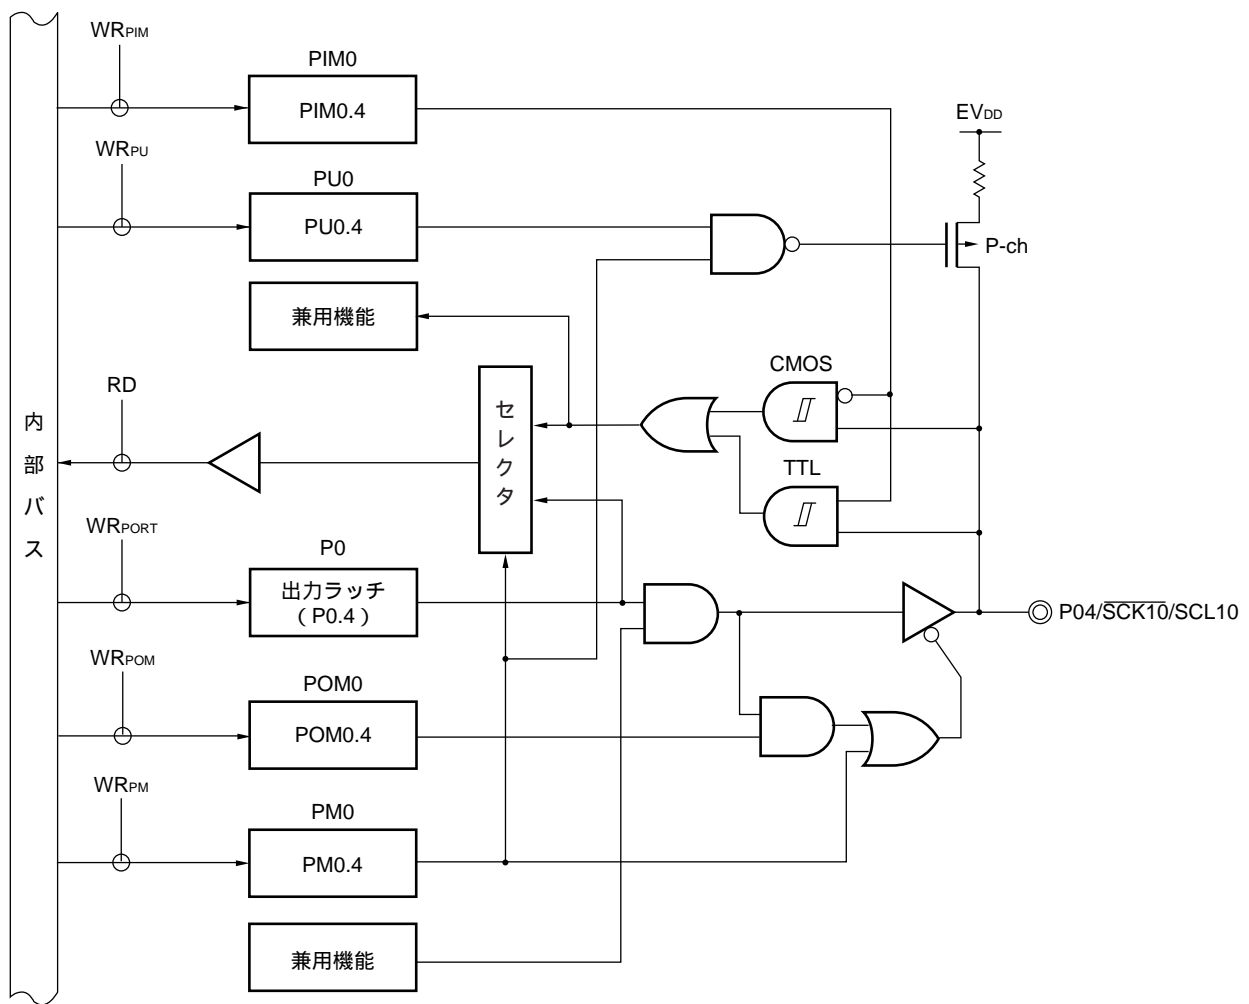 WRPIM
PIM0
PIM0.4
EVDD
WRPU
PU0
PU0.4
P-ch
兼用機能
CMOS
RD
セレクタ
内部バス
TTL
WRPORT
P0
出力ラッチ
（P0.4）
P04/SCK10/SCL10
WRPOM
POM0
POM0.4
WRPM
PM0
PM0.4
兼用機能